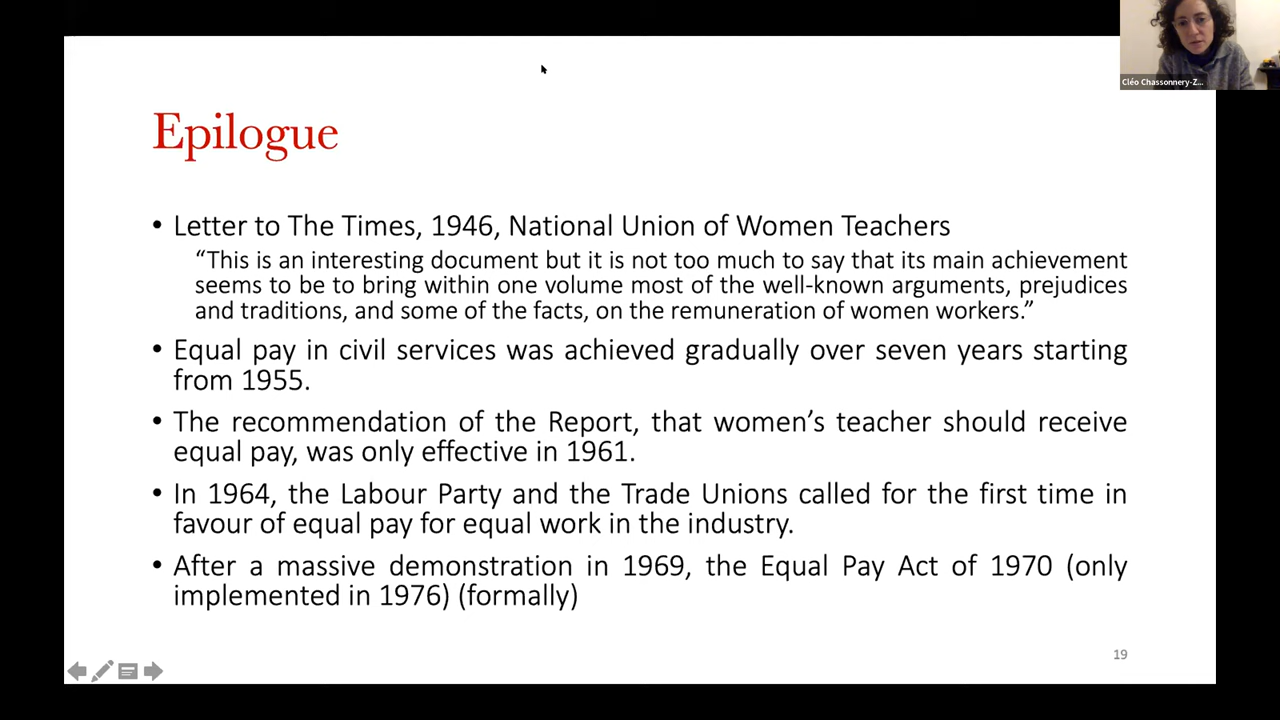 Cléo Chassonnery-Z...
Epilogue
• Letter to The Times, 1946, National Union of Women Teachers
“This is an interesting document but it is not too much to say that its main achievement
seems to be to bring within one volume most of the well-known arguments, prejudices
and traditions, and some of the facts, on the remuneration of women workers.”
• Equal pay in civil services was achieved gradually over seven years starting
from 1955.
• The recommendation of the Report, that women’s teacher should receive
equal pay, was only effective in 1961.
• In 1964, the Labour Party and the Trade Unions called for the first time in
favour of equal pay for equal work in the industry.
• After a massive demonstration in 1969, the Equal Pay Act of 1970 (only
implemented in 1976) (formally)
19